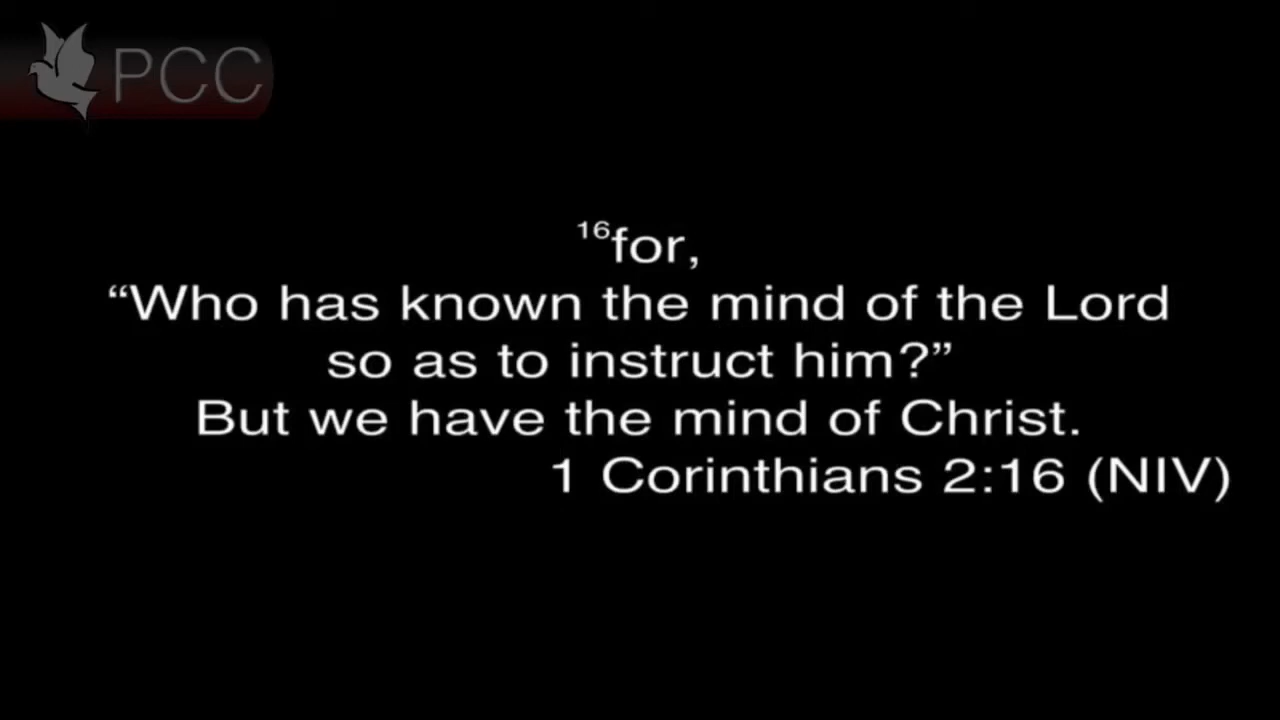 PCC
16for,
“Who has known the mind of the Lord
so as to instruct him?”
But we have the mind of Christ.
1 Corinthians 2:16 (NIV)